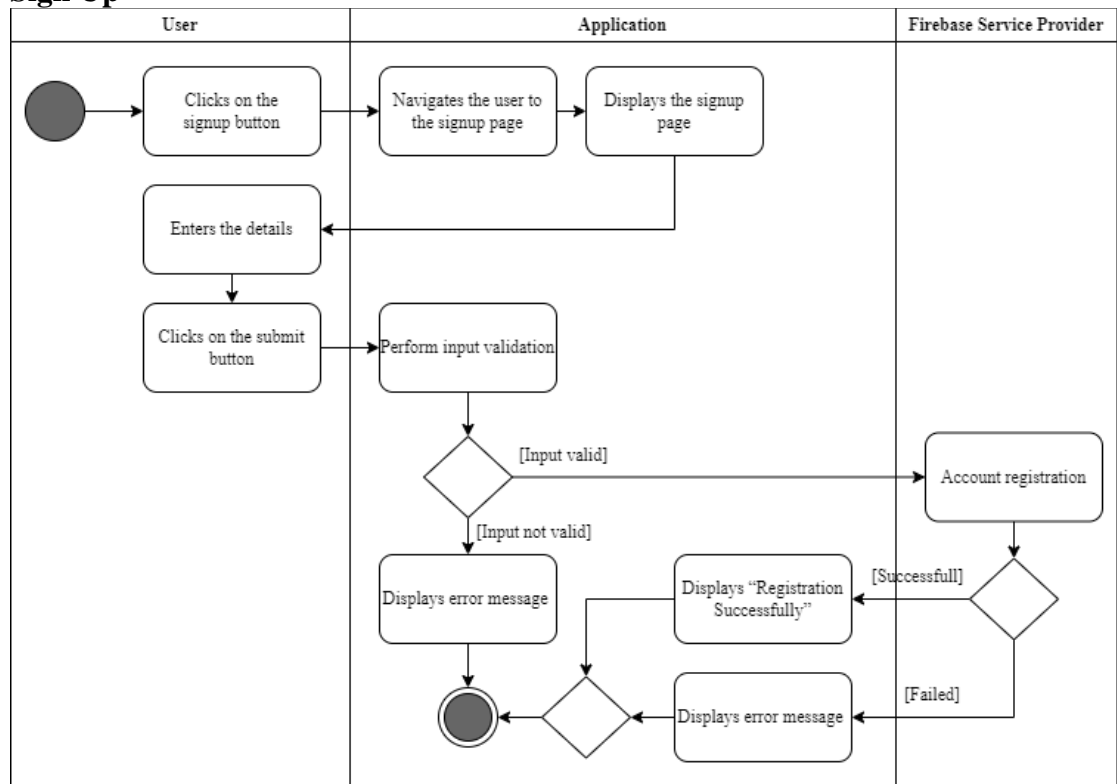 Sign Up
User
Application
Firebase Service Provider
Clicks on the
signup button
Navigates the user to
the signup page
Displays the signup
page
Enters the details
Clicks on the submit
button
Perform input validation
[Input valid]
Account registration
[Input not valid]
[Successfull]
Displays error message
Displays “Registration
Successfully”
[Failed]
Displays error message